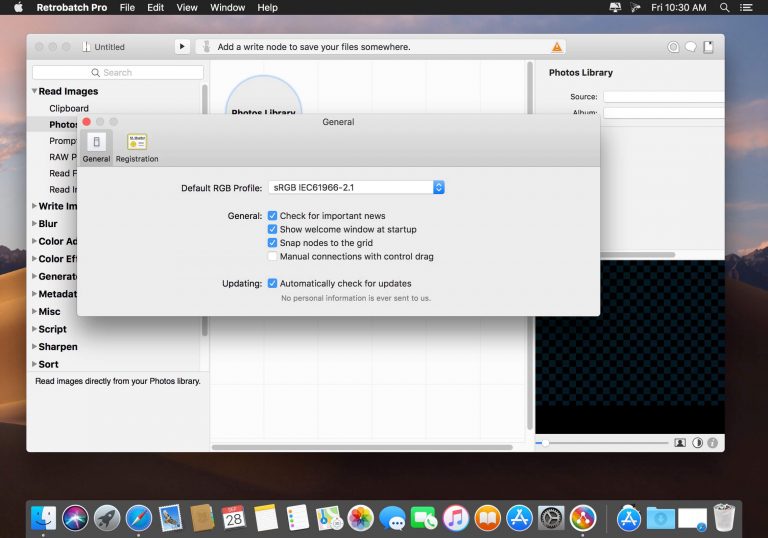 Retrobatch Pro File Edit View Window Help Fri 10:30 AM
Untitled Add a write node to save your files somewhere.
Search
Read Images
Clipboard
Photos
Prompt
RAW P
Read F
Read In
Write Im
Blur
Color Ad
Color Eff
Generat
Metadat
Misc
Script
Sharpen
Sort
Read images directly from your Photos library.
Photos Library
Photos Library
Source:
Album:
General
General Registration
Default RGB Profile: sRGB IEC61966-2.1
General: Check for important news
Show welcome window at startup
Snap nodes to the grid
Manual connections with control drag
Updating: Automatically check for updates
No personal information is ever sent to us.
SEP
28